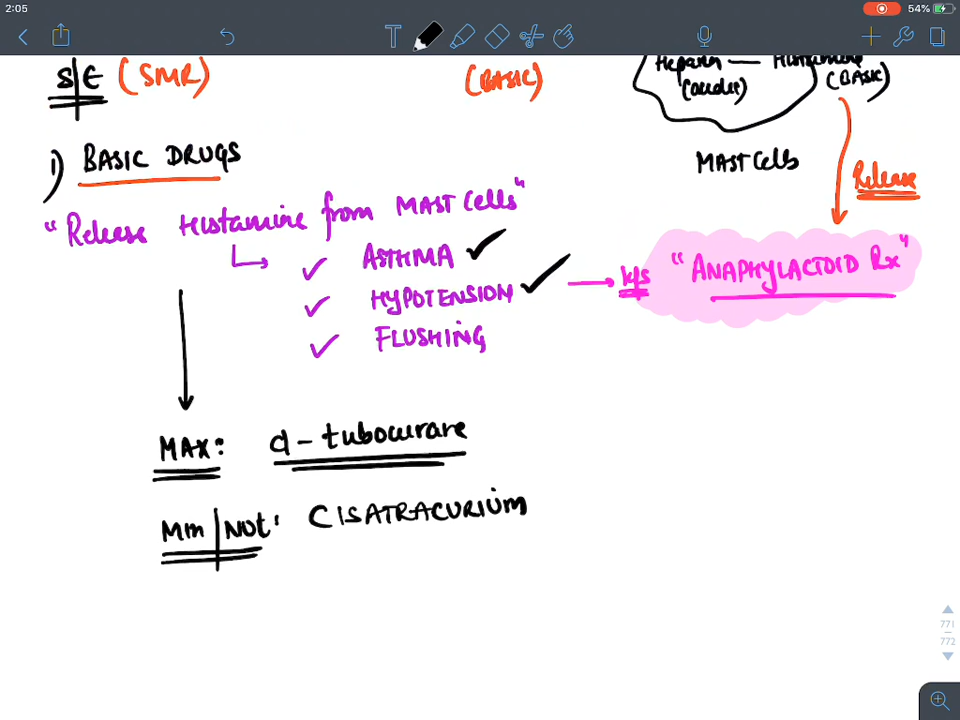 2:05
54%
T
Heparin — Histamine
S|E (SMR)
(BASIC)
(Acidic)
(BASIC)
MAST Cells
1) BASIC DRUGS
Release
"Release Histamine from MAST Cells"
✓ ASTHMA ✓
✓ HYPOTENSION ✓ → k/s "ANAPHYLACTOID Rx"
✓ FLUSHING
MAX: d-tubocurare
Min|Not: CISATRACURIUM
771
772